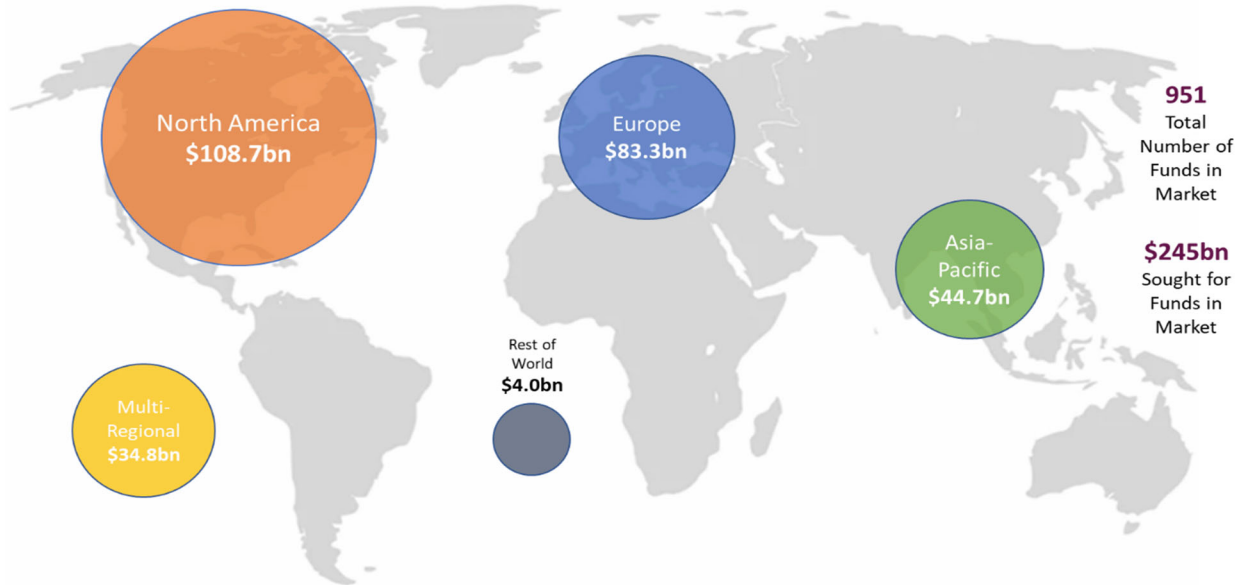 North America
$108.7bn
Europe
$83.3bn
951
Total
Number of
Funds in
Market
Asia-
Pacific
$44.7bn
$245bn
Sought for
Funds in
Market
Rest of
World
$4.0bn
Multi-
Regional
$34.8bn